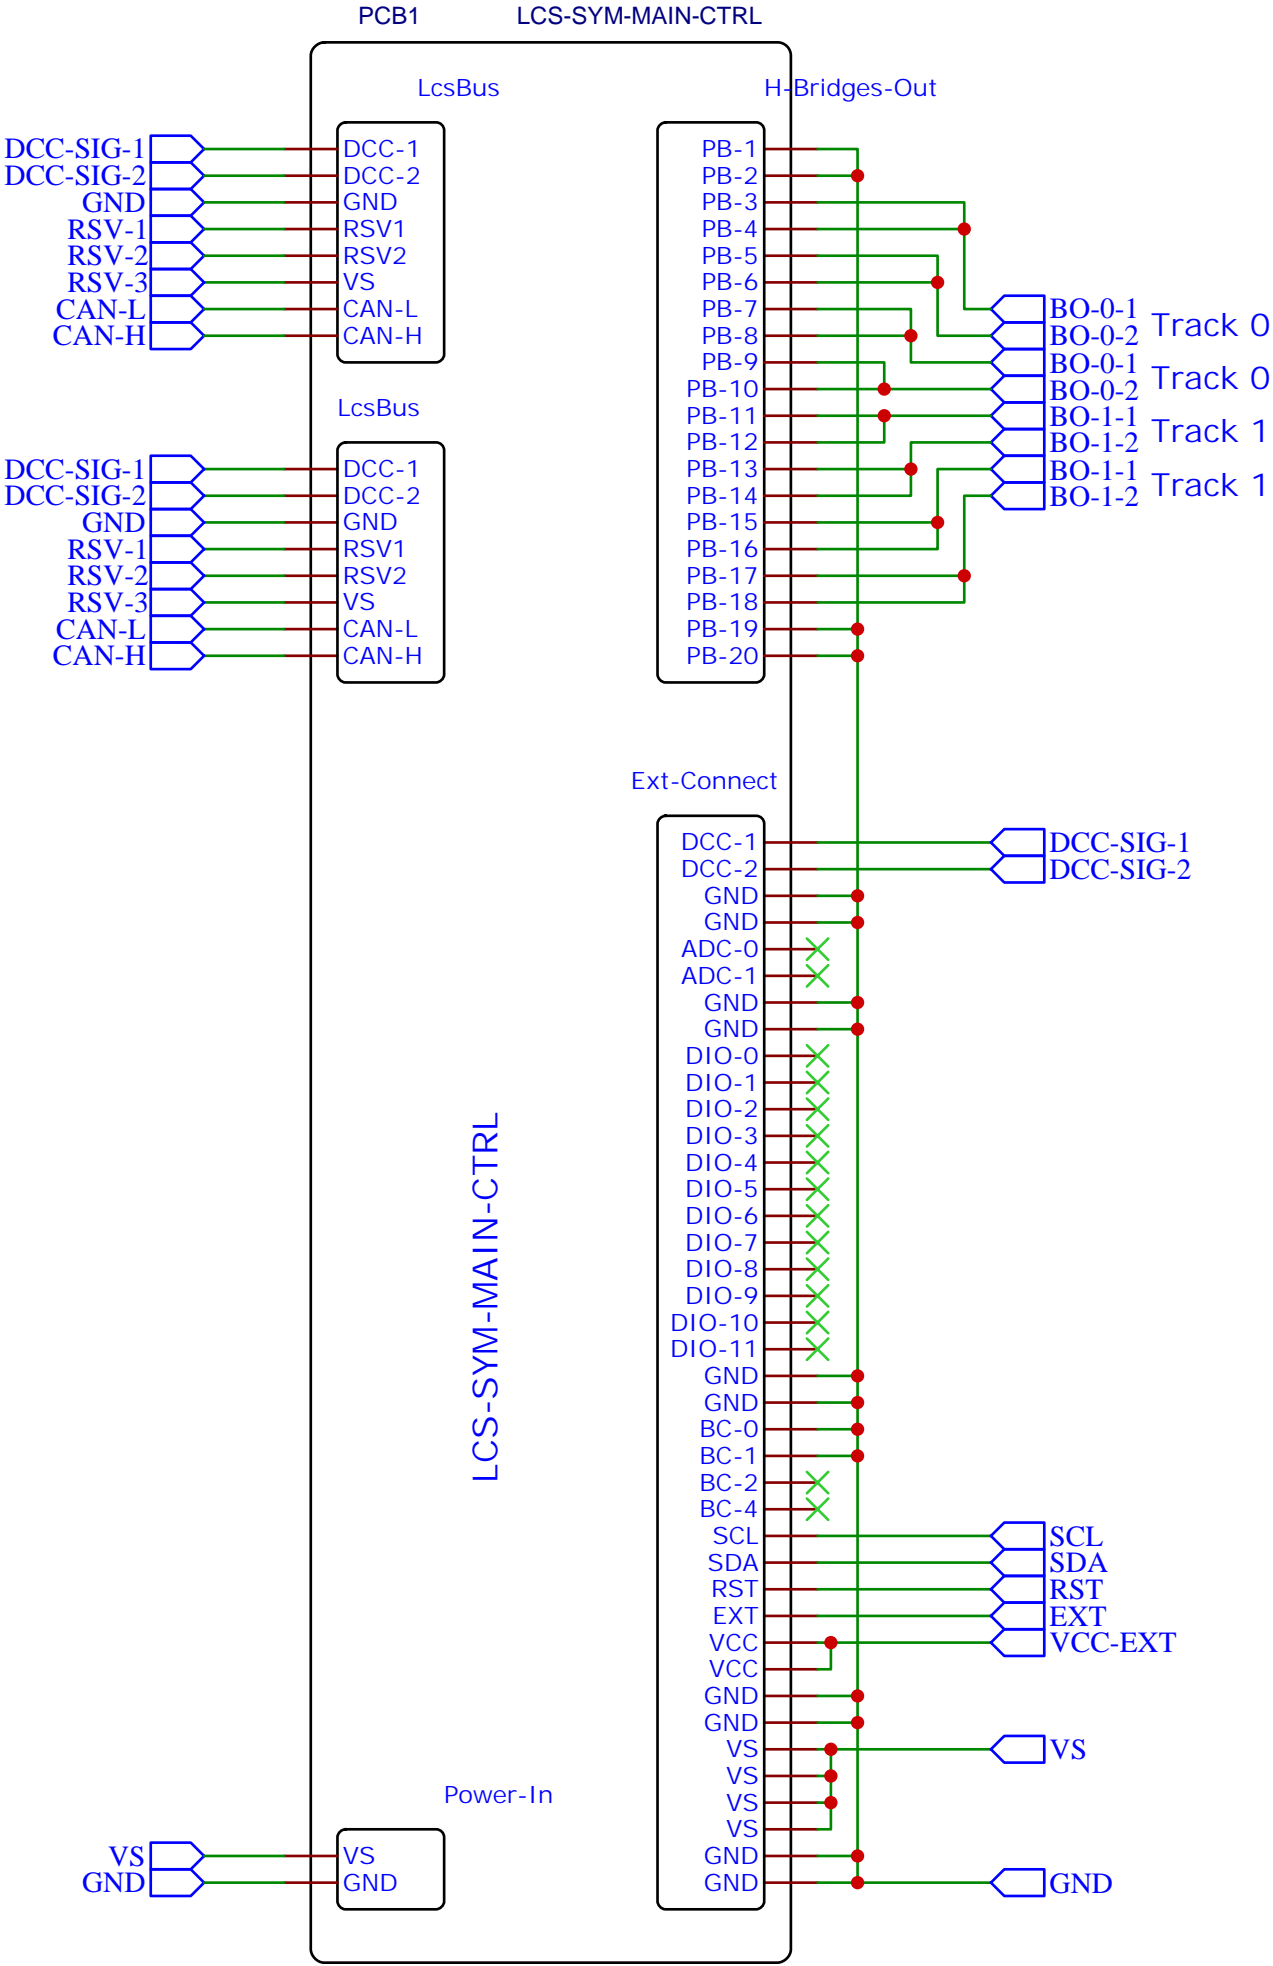 PCB1 LCS-SYM-MAIN-CTRL
LcsBus
DCC-SIG-1 DCC-1
DCC-SIG-2 DCC-2
GND GND
RSV-1 RSV1
RSV-2 RSV2
RSV-3 VS
CAN-L CAN-L
CAN-H CAN-H
LcsBus
DCC-SIG-1 DCC-1
DCC-SIG-2 DCC-2
GND GND
RSV-1 RSV1
RSV-2 RSV2
RSV-3 VS
CAN-L CAN-L
CAN-H CAN-H
LCS-SYM-MAIN-CTRL
Power-In
VS VS
GND GND
H-Bridges-Out
PB-1
PB-2
PB-3
PB-4
PB-5
PB-6
PB-7
PB-8
PB-9
PB-10
PB-11
PB-12
PB-13
PB-14
PB-15
PB-16
PB-17
PB-18
PB-19
PB-20
BO-0-1
BO-0-2
Track 0
BO-0-1
BO-0-2
Track 0
BO-1-1
BO-1-2
Track 1
BO-1-1
BO-1-2
Track 1
Ext-Connect
DCC-1 DCC-SIG-1
DCC-2 DCC-SIG-2
GND
GND
ADC-0
ADC-1
GND
GND
DIO-0
DIO-1
DIO-2
DIO-3
DIO-4
DIO-5
DIO-6
DIO-7
DIO-8
DIO-9
DIO-10
DIO-11
GND
GND
BC-0
BC-1
BC-2
BC-4
SCL SCL
SDA SDA
RST RST
EXT EXT
VCC VCC-EXT
VCC
GND
GND
VS VS
VS
VS
VS
GND
GND GND